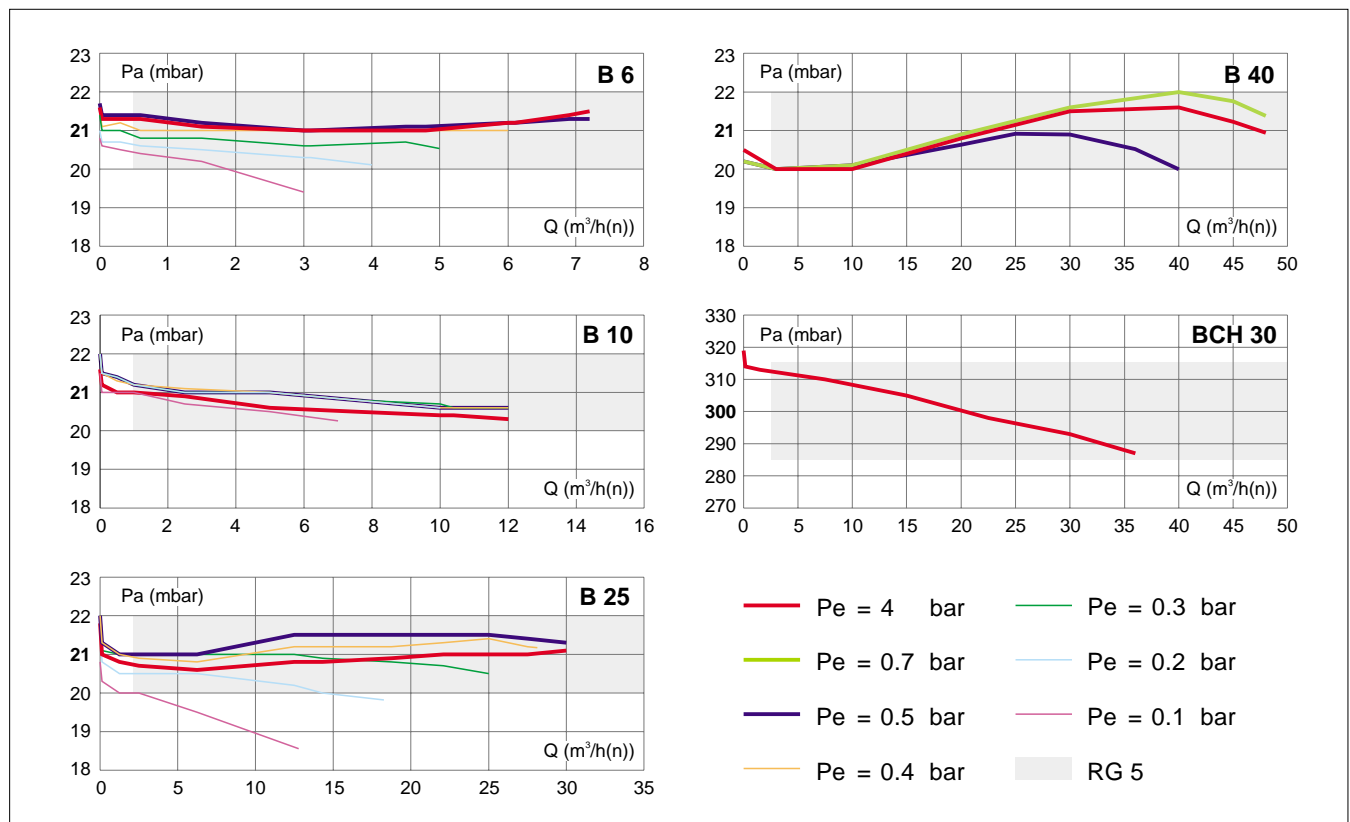 23
Pa (mbar)
B 6
22
21
20
19
Q (m³/h(n))
18
0 1 2 3 4 5 6 7 8
23
Pa (mbar)
B 40
22
21
20
19
Q (m³/h(n))
18
0 5 10 15 20 25 30 35 40 45 50
23
Pa (mbar)
B 10
22
21
20
19
Q (m³/h(n))
18
0 2 4 6 8 10 12 14 16
330
Pa (mbar)
BCH 30
320
310
300
290
280
Q (m³/h(n))
270
0 5 10 15 20 25 30 35 40 45 50
23
Pa (mbar)
B 25
22
21
20
19
Q (m³/h(n))
18
0 5 10 15 20 25 30 35
Pe = 4 bar
Pe = 0.7 bar
Pe = 0.5 bar
Pe = 0.4 bar
Pe = 0.3 bar
Pe = 0.2 bar
Pe = 0.1 bar
RG 5